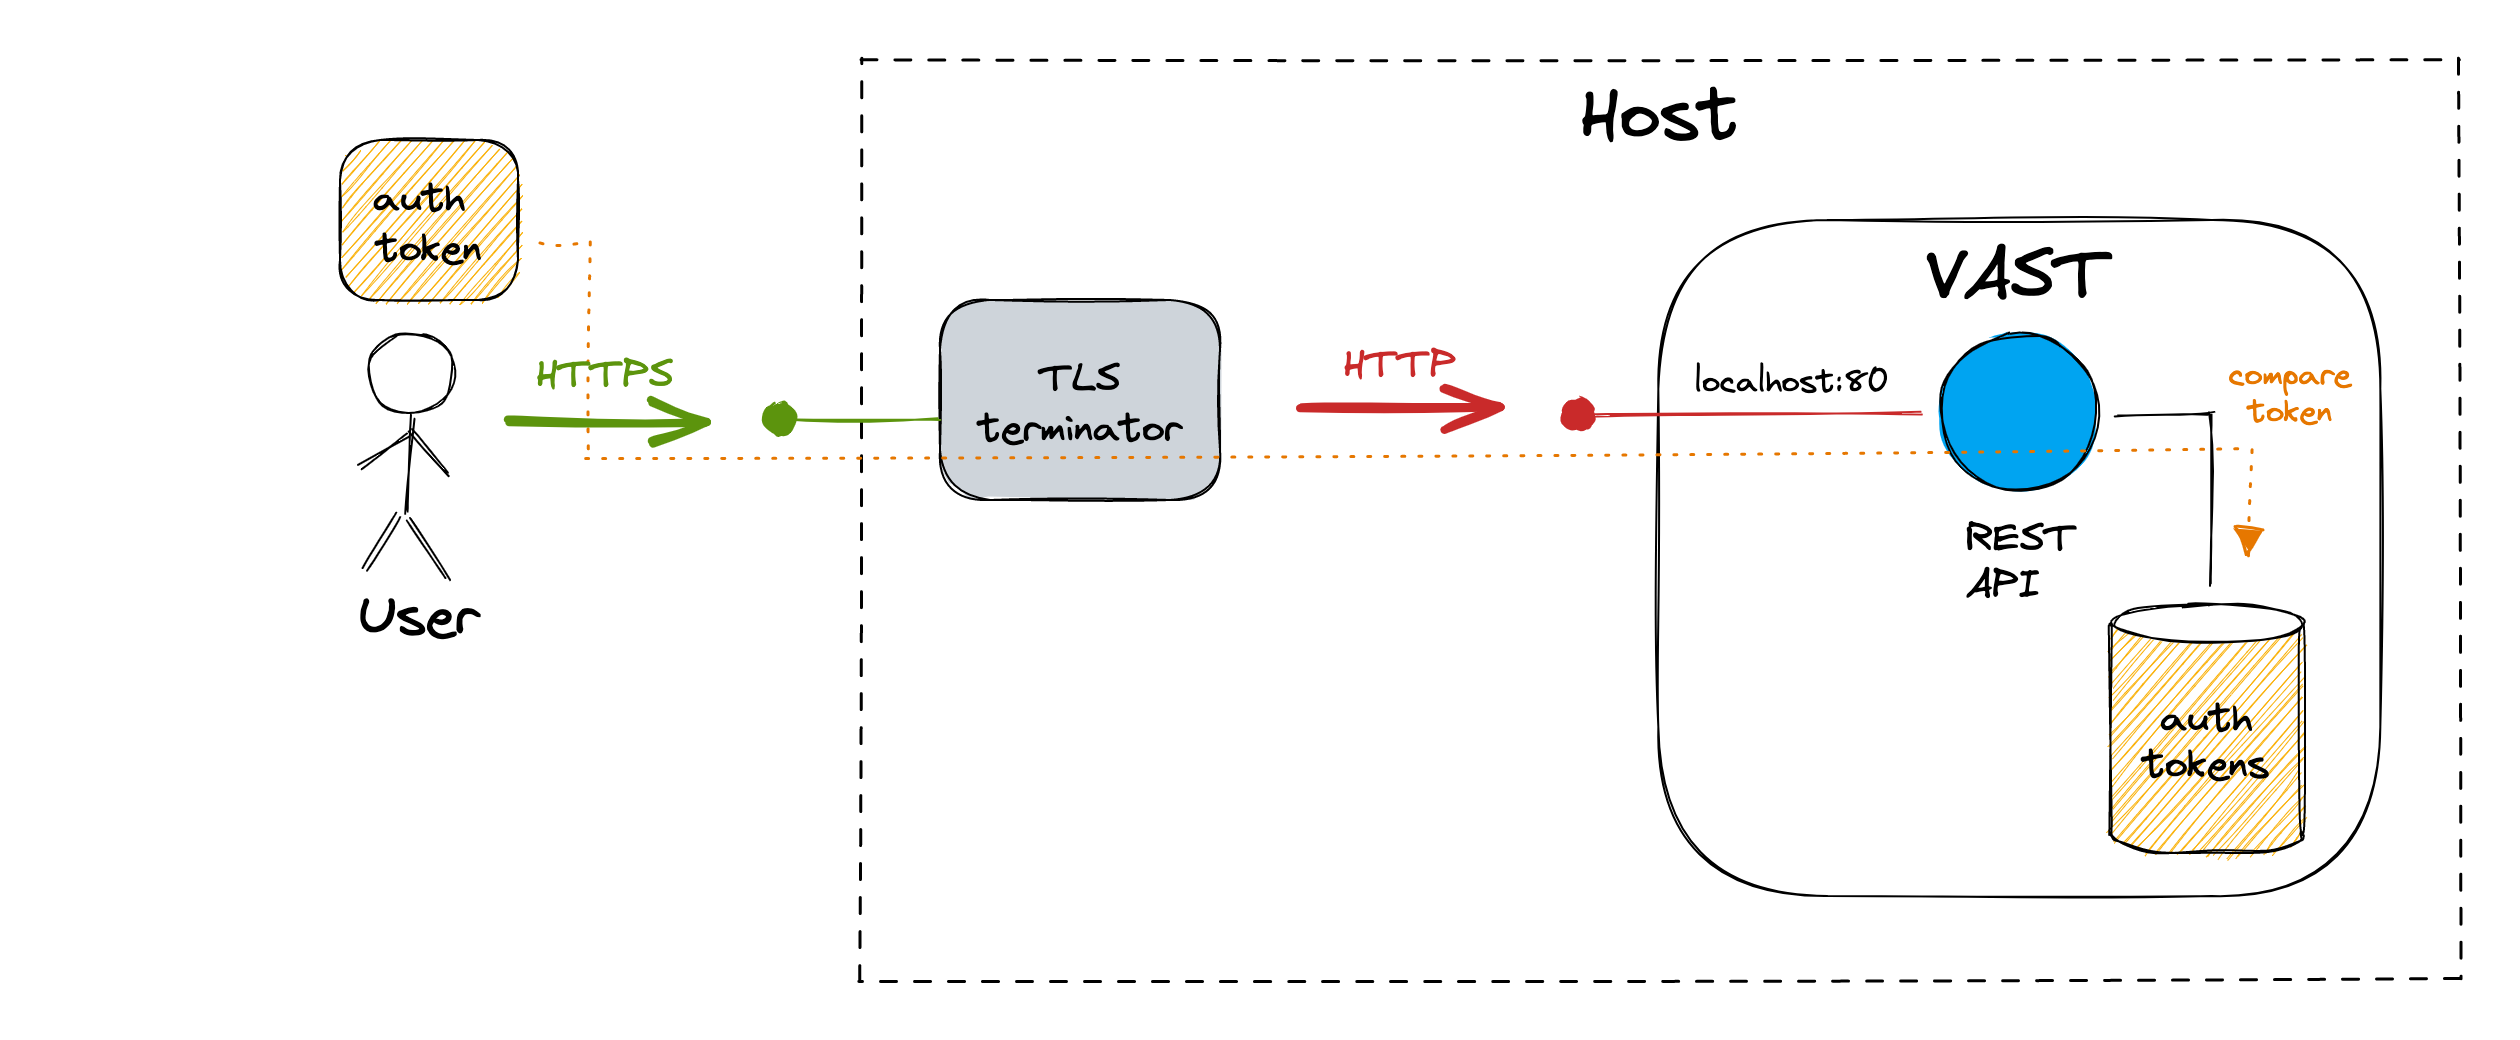 Host
auth
token
VAST
HTTPS
TLS
terminator
HTTP
localhost:80
compare
token
REST
API
User
auth
tokens